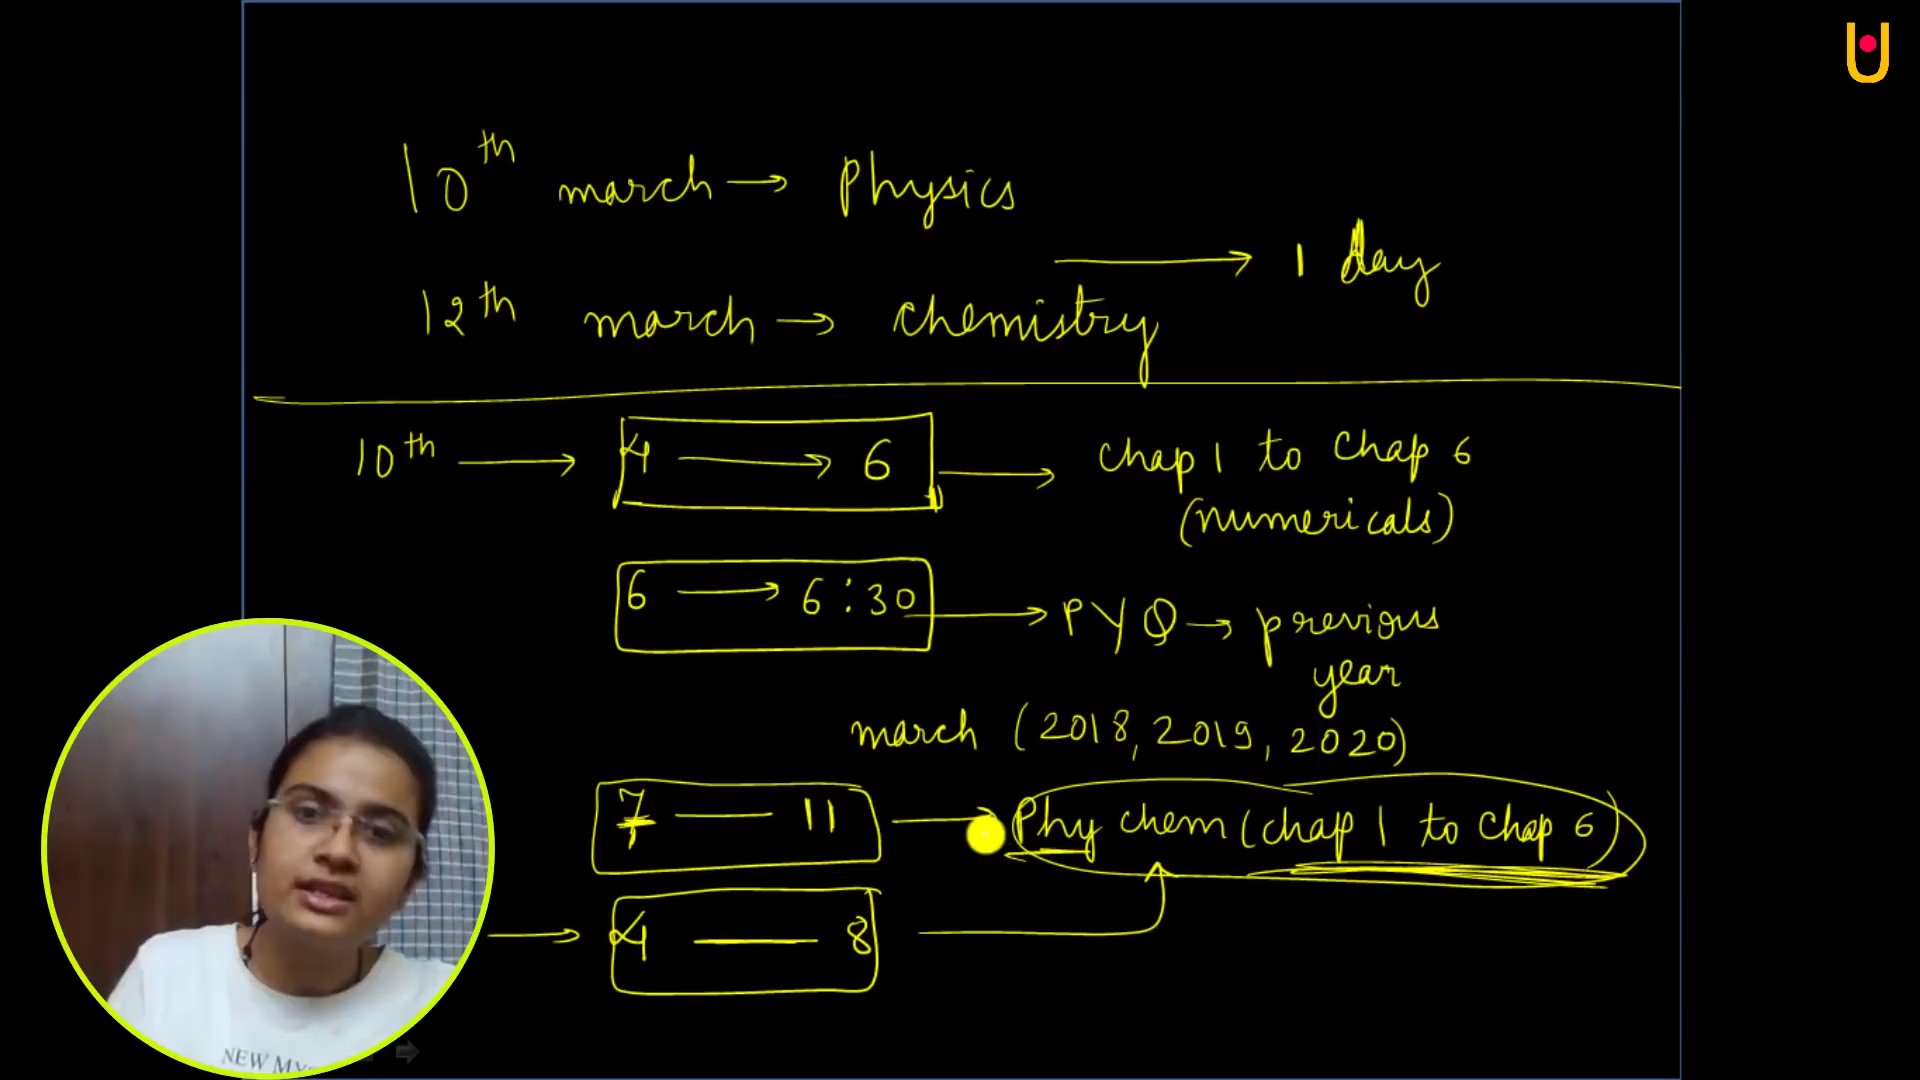 10th march → Physics
→ 1 day
12th march → chemistry
10th → 4 → 6 → chap 1 to chap 6
(numericals)
6 → 6:30 → PYQ → previous
year
march (2018, 2019, 2020)
7 — 11 → Phy chem (chap 1 to chap 6)
→ 4 — 8
NEW